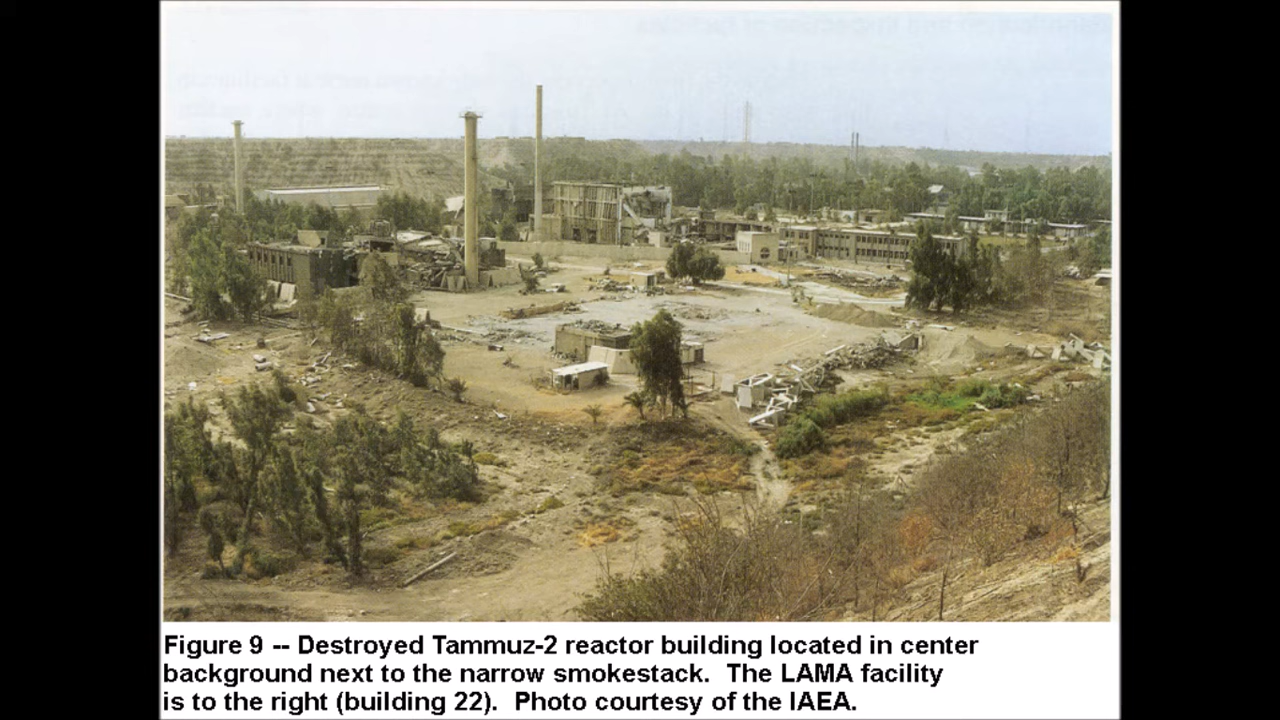 Figure 9 -- Destroyed Tammuz-2 reactor building located in center
background next to the narrow smokestack.  The LAMA facility
is to the right (building 22).  Photo courtesy of the IAEA.